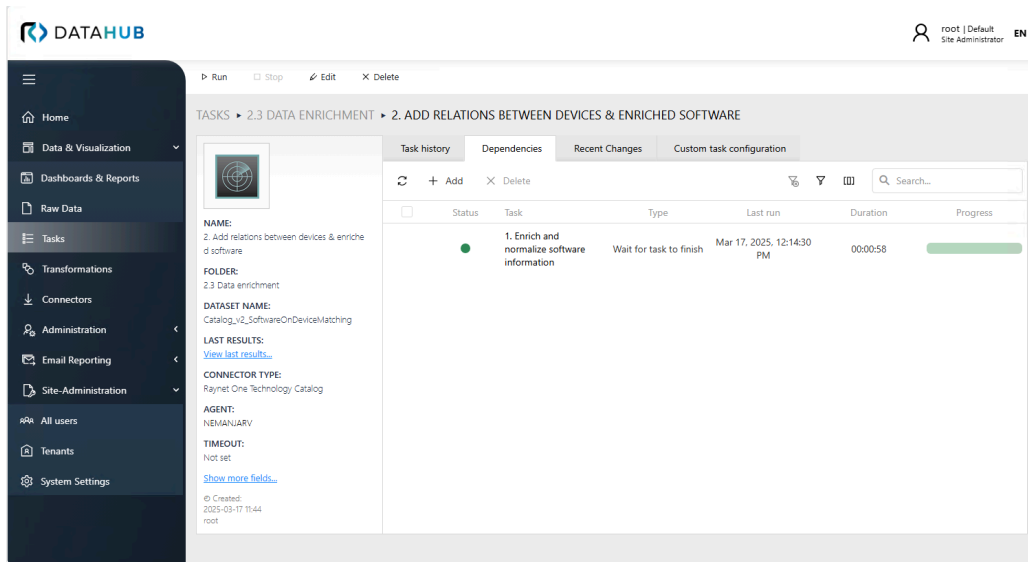 DATAHUB
root | Default
Site Administrator
EN
Run
Stop
Edit
Delete
Home
Data & Visualization
Dashboards & Reports
Raw Data
Tasks
Transformations
Connectors
Administration
Email Reporting
Site-Administration
All users
Tenants
System Settings
TASKS ▸ 2.3 DATA ENRICHMENT ▸ 2. ADD RELATIONS BETWEEN DEVICES & ENRICHED SOFTWARE
NAME:
2. Add relations between devices & enriche
d software
FOLDER:
2.3 Data enrichment
DATASET NAME:
Catalog_v2_SoftwareOnDeviceMatching
LAST RESULTS:
View last results...
CONNECTOR TYPE:
Raynet One Technology Catalog
AGENT:
NEMANJARV
TIMEOUT:
Not set
Show more fields...
Created:
2025-03-17 11:44
root
Task history
Dependencies
Recent Changes
Custom task configuration
+ Add
Delete
Search...
Status
Task
Type
Last run
Duration
Progress
1. Enrich and
normalize software
information
Wait for task to finish
Mar 17, 2025, 12:14:30
PM
00:00:58